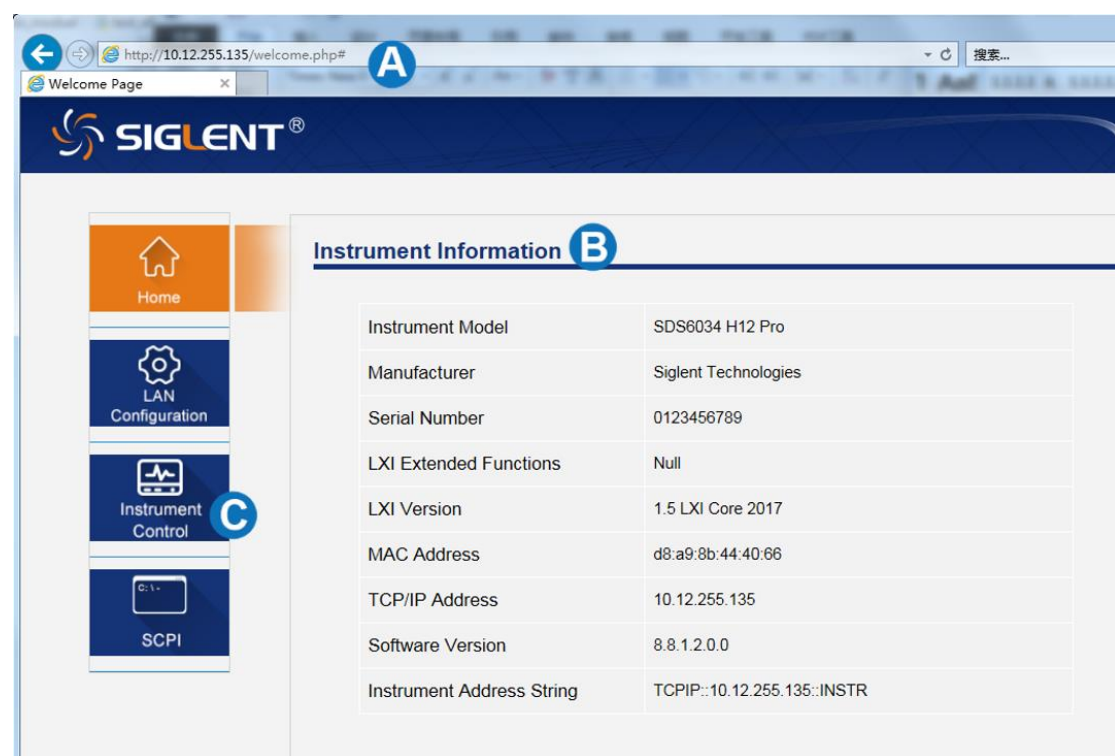 http://10.12.255.135/welcome.php#
A
搜索...
Welcome Page
SIGLENT®
Home
LAN
Configuration
Instrument
Control
C
C:\-
SCPI
Instrument Information B
Instrument Model SDS6034 H12 Pro
Manufacturer Siglent Technologies
Serial Number 0123456789
LXI Extended Functions Null
LXI Version 1.5 LXI Core 2017
MAC Address d8:a9:8b:44:40:66
TCP/IP Address 10.12.255.135
Software Version 8.8.1.2.0.0
Instrument Address String TCPIP::10.12.255.135::INSTR